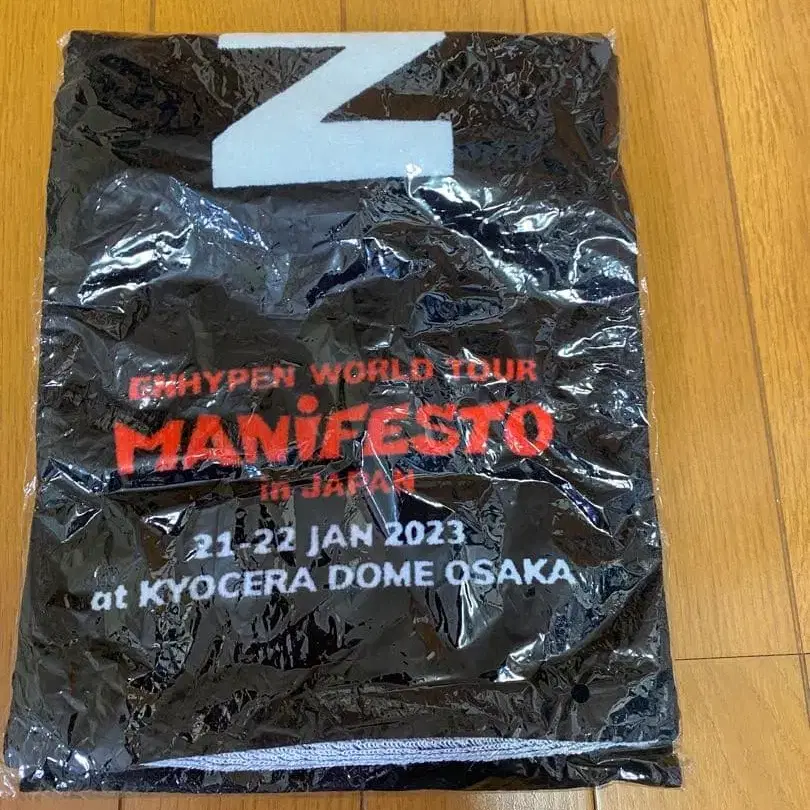 Z
ENHYPEN WORLD TOUR
MANiFESTO
in JAPAN
21-22 JAN 2023
at KYOCERA DOME OSAKA